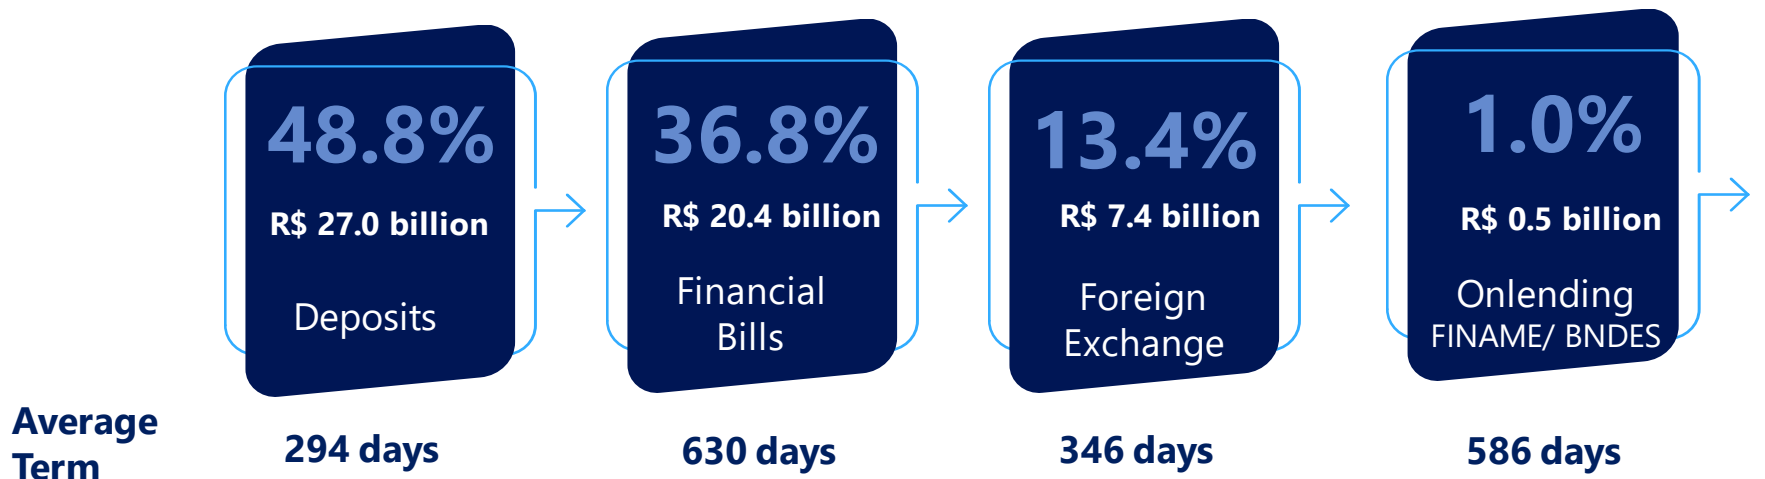 48.8%
R$ 27.0 billion
Deposits
36.8%
R$ 20.4 billion
Financial
Bills
13.4%
R$ 7.4 billion
Foreign
Exchange
1.0%
R$ 0.5 billion
Onlending
FINAME/ BNDES
Average
Term
294 days
630 days
346 days
586 days